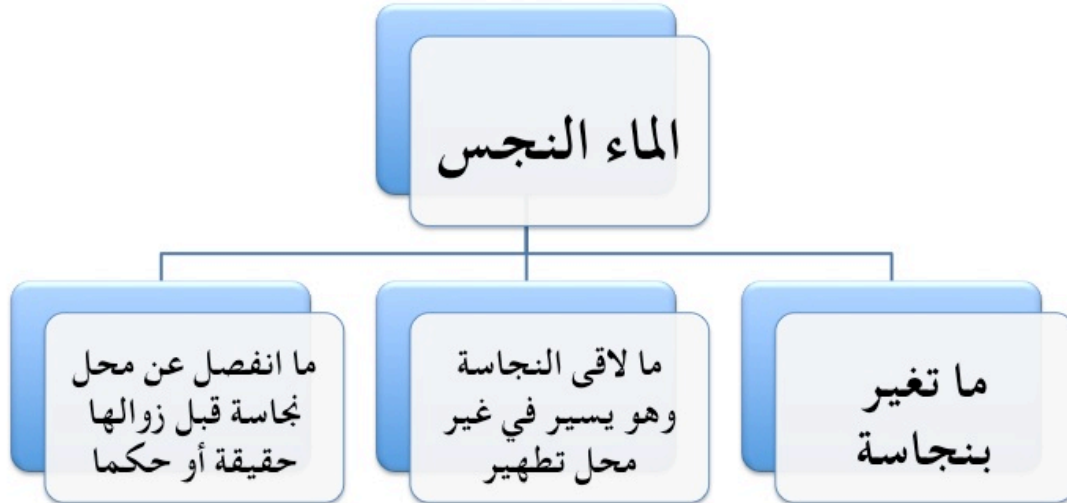 الماء النجس
ما تغير
بنجاسة
ما لاقى النجاسة
وهو يسير في غير
محل تطهير
ما انفصل عن محل
نجاسة قبل زوالها
حقيقة أو حكما